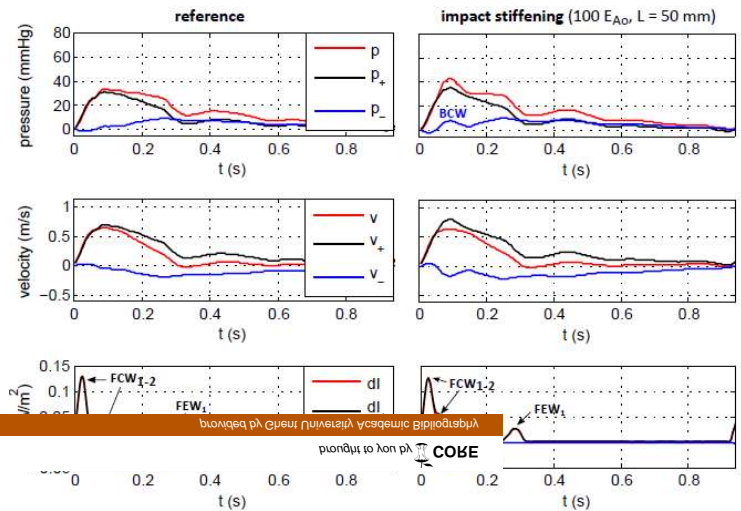 reference
impact stiffening (100 E_Ao, L = 50 mm)
pressure (mmHg)
80
60
40
20
0
p
p+
p−
BCW
0 0.2 0.4 0.6 0.8
0 0.2 0.4 0.6 0.8
t (s)
t (s)
velocity (m/s)
1
0.5
0
−0.5
v
v+
v−
0 0.2 0.4 0.6 0.8
0 0.2 0.4 0.6 0.8
t (s)
t (s)
0.15
0.1
FCW1-2
FEW1
dI
dI
FCW1-2
FEW1
provided by Ghent University Academic Bibliography
brought to you by CORE
0 0.2 0.4 0.6 0.8
0 0.2 0.4 0.6 0.8
t (s)
t (s)